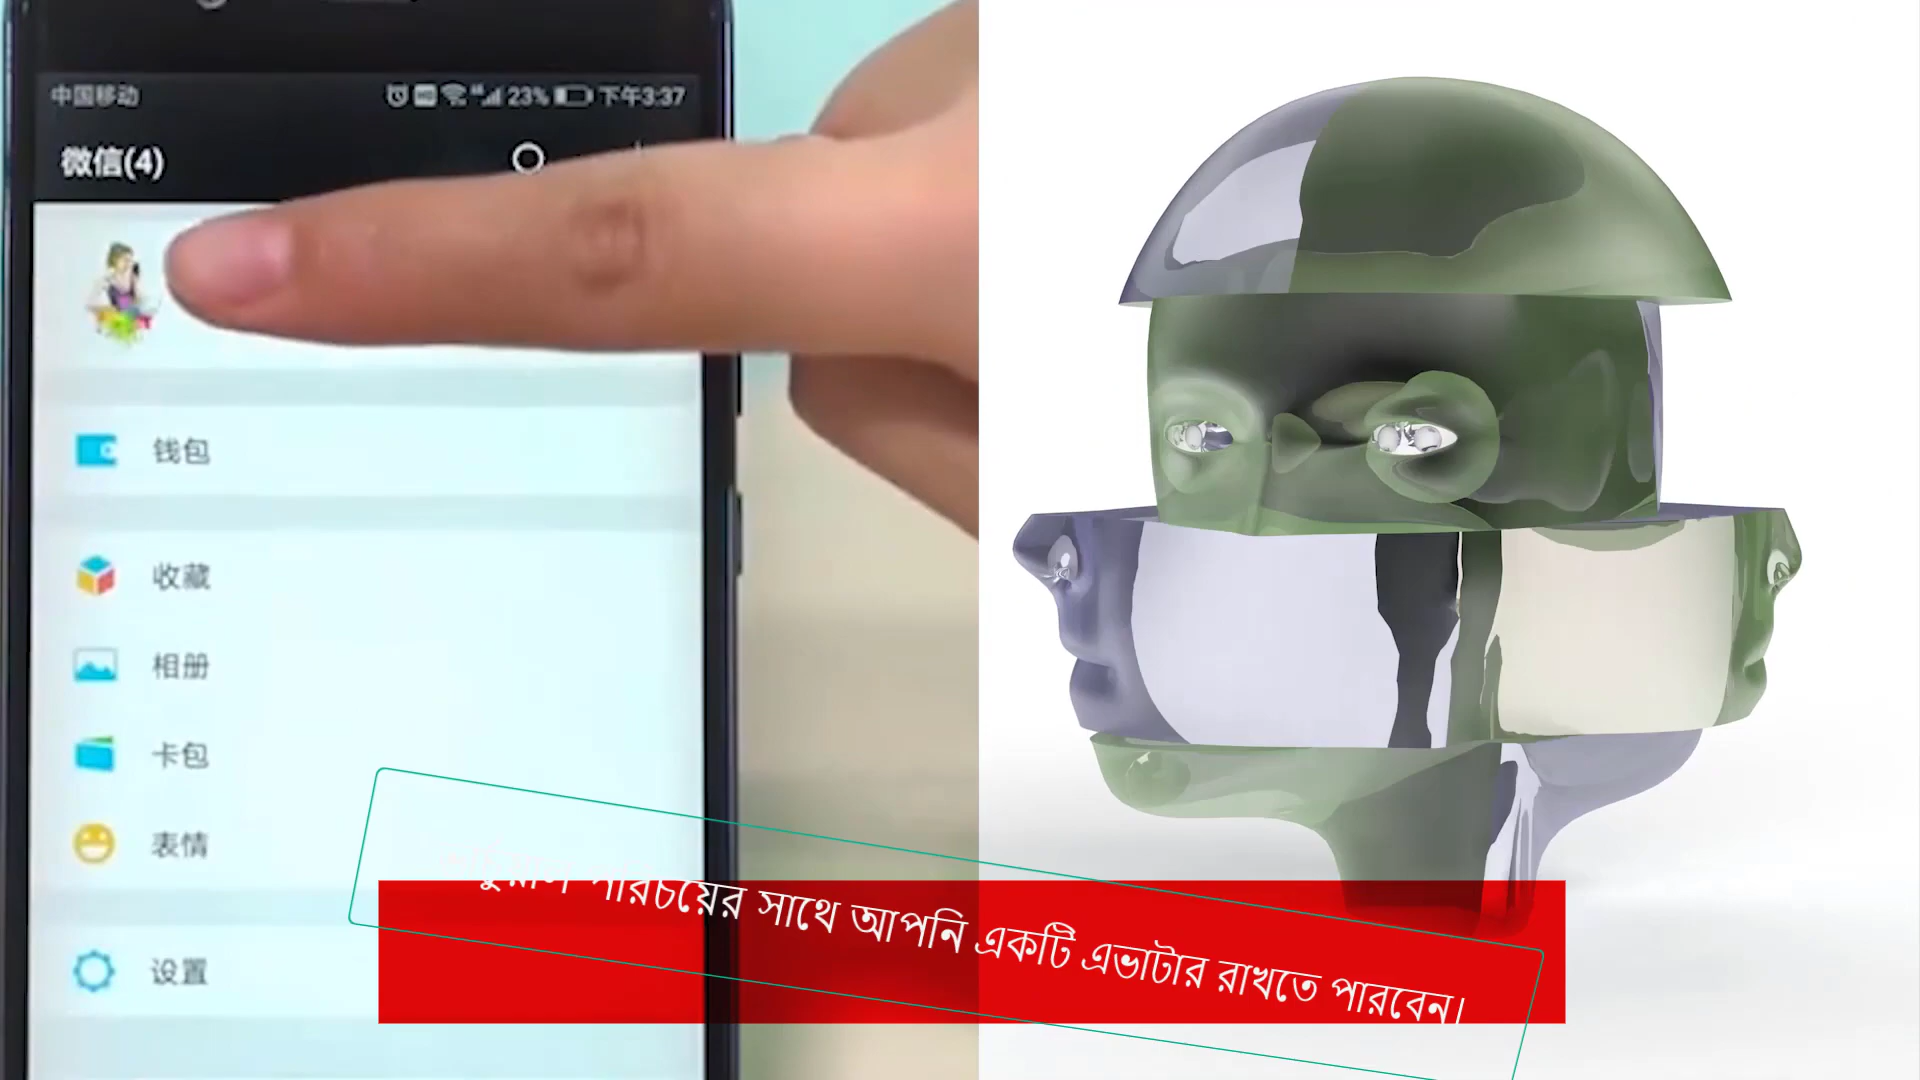 中国移动 23% 下午3:37
微信(4)
钱包
收藏
相册
卡包
表情
设置
পরিচয়ের সাথে আপনি একটি এভাটার রাখতে পারবেন।